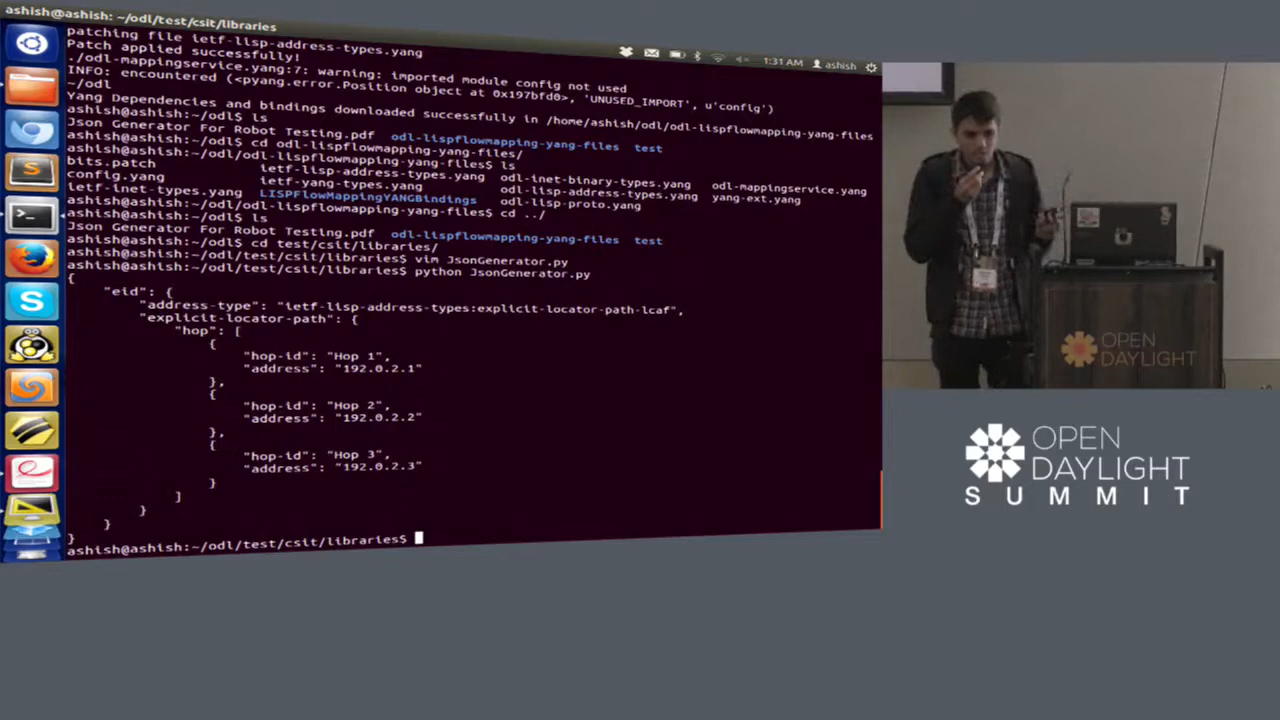 ashish@ashish: ~/odl/test/csit/libraries
1:31 AM ashish
patching file ietf-lisp-address-types.yang
Patch applied successfully!
./odl-mappingservice.yang:7: warning: imported module config not used
INFO: encountered (<pyang.error.Position object at 0x197bfd0>, 'UNUSED_IMPORT', u'config')
~/odl
Yang Dependencies and bindings downloaded successfully in /home/ashish/odl/odl-lispflowmapping-yang-files
ashish@ashish:~/odl$ ls
Json Generator For Robot Testing.pdf odl-lispflowmapping-yang-files test
ashish@ashish:~/odl$ cd odl-lispflowmapping-yang-files/
ashish@ashish:~/odl/odl-lispflowmapping-yang-files$ ls
bits.patch ietf-lisp-address-types.yang odl-inet-binary-types.yang odl-mappingservice.yang
config.yang ietf-yang-types.yang odl-lisp-address-types.yang yang-ext.yang
ietf-inet-types.yang LISPFlowMappingYANGBindings odl-lisp-proto.yang
ashish@ashish:~/odl/odl-lispflowmapping-yang-files$ cd ../
ashish@ashish:~/odl$ ls
Json Generator For Robot Testing.pdf odl-lispflowmapping-yang-files test
ashish@ashish:~/odl$ cd test/csit/libraries/
ashish@ashish:~/odl/test/csit/libraries$ vim JsonGenerator.py
ashish@ashish:~/odl/test/csit/libraries$ python JsonGenerator.py
{
"eid": {
"address-type": "ietf-lisp-address-types:explicit-locator-path-lcaf",
"explicit-locator-path": {
"hop": [
{
"hop-id": "Hop 1",
"address": "192.0.2.1"
},
{
"hop-id": "Hop 2",
"address": "192.0.2.2"
},
{
"hop-id": "Hop 3",
"address": "192.0.2.3"
}
]
}
}
}
ashish@ashish:~/odl/test/csit/libraries$
OPEN
DAYLIGHT
OPEN
DAYLIGHT
SUMMIT